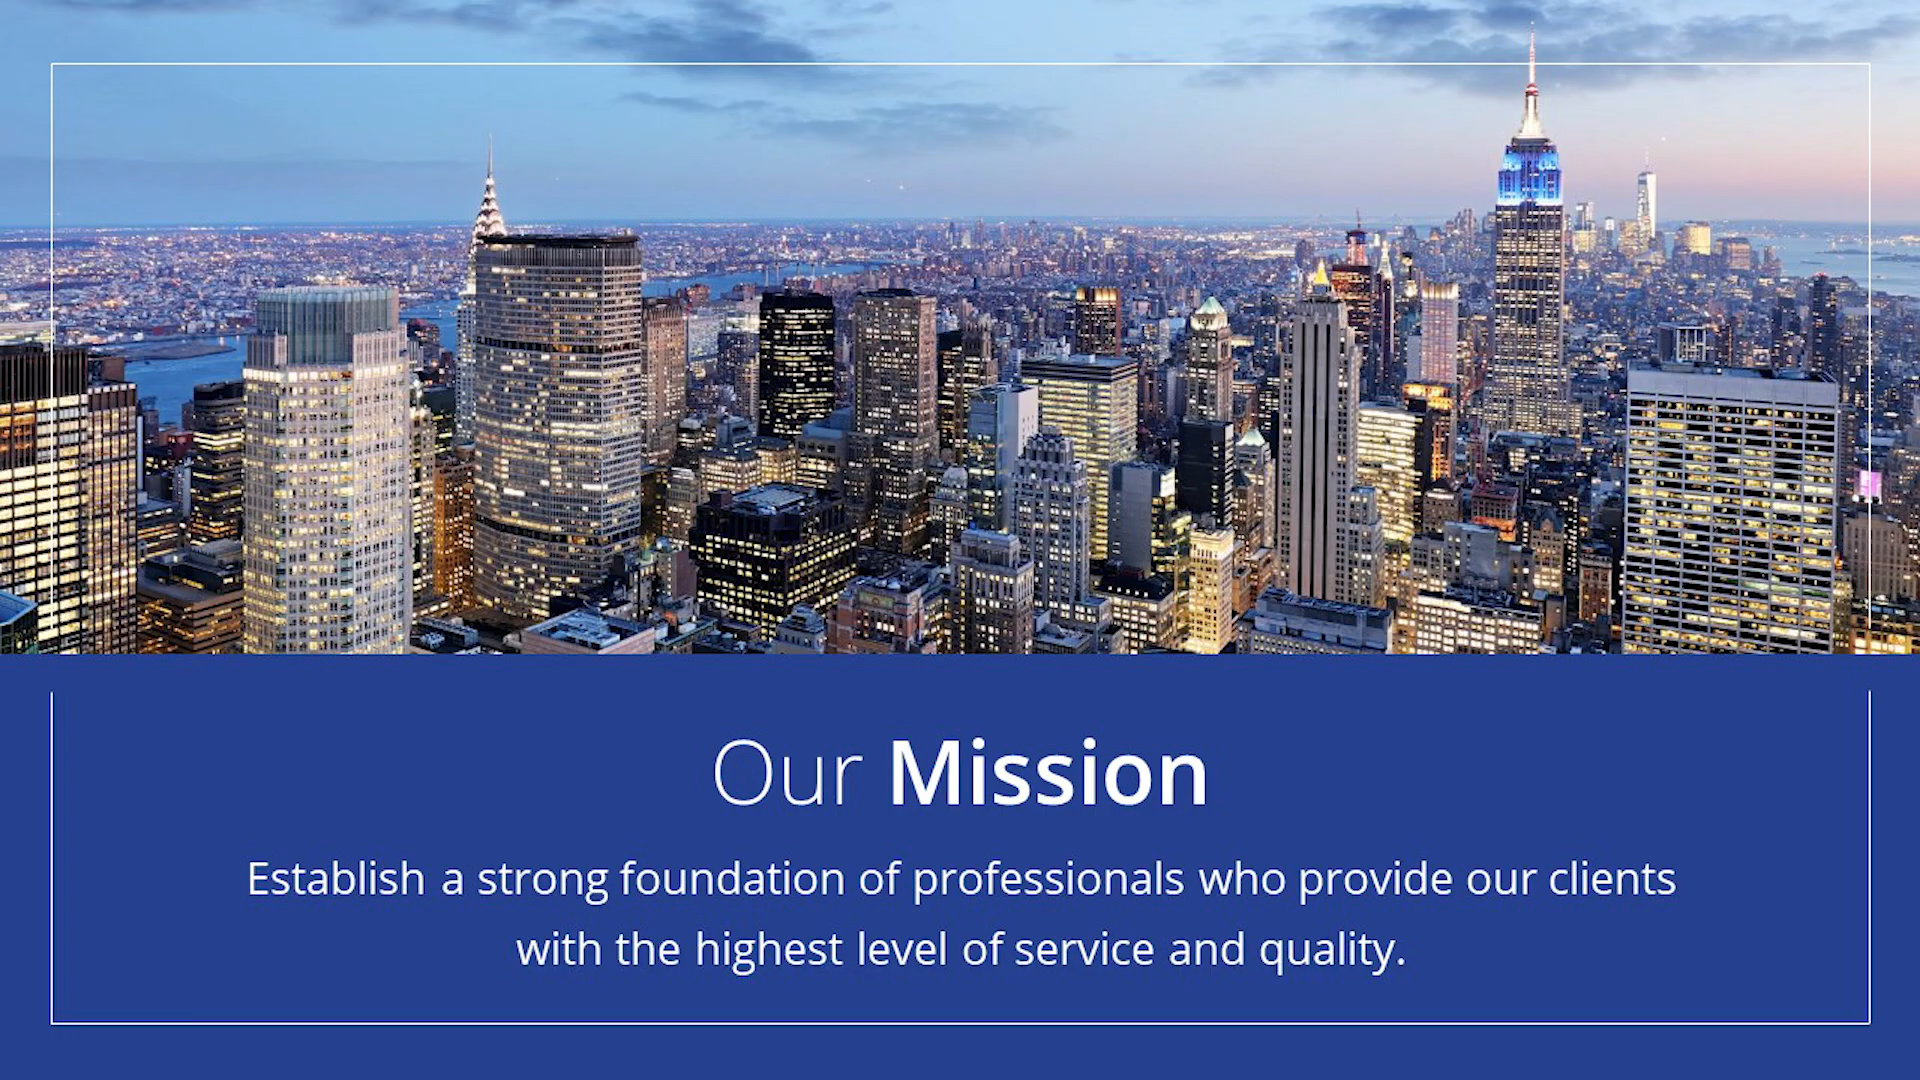 Our Mission
Establish a strong foundation of professionals who provide our clients
with the highest level of service and quality.